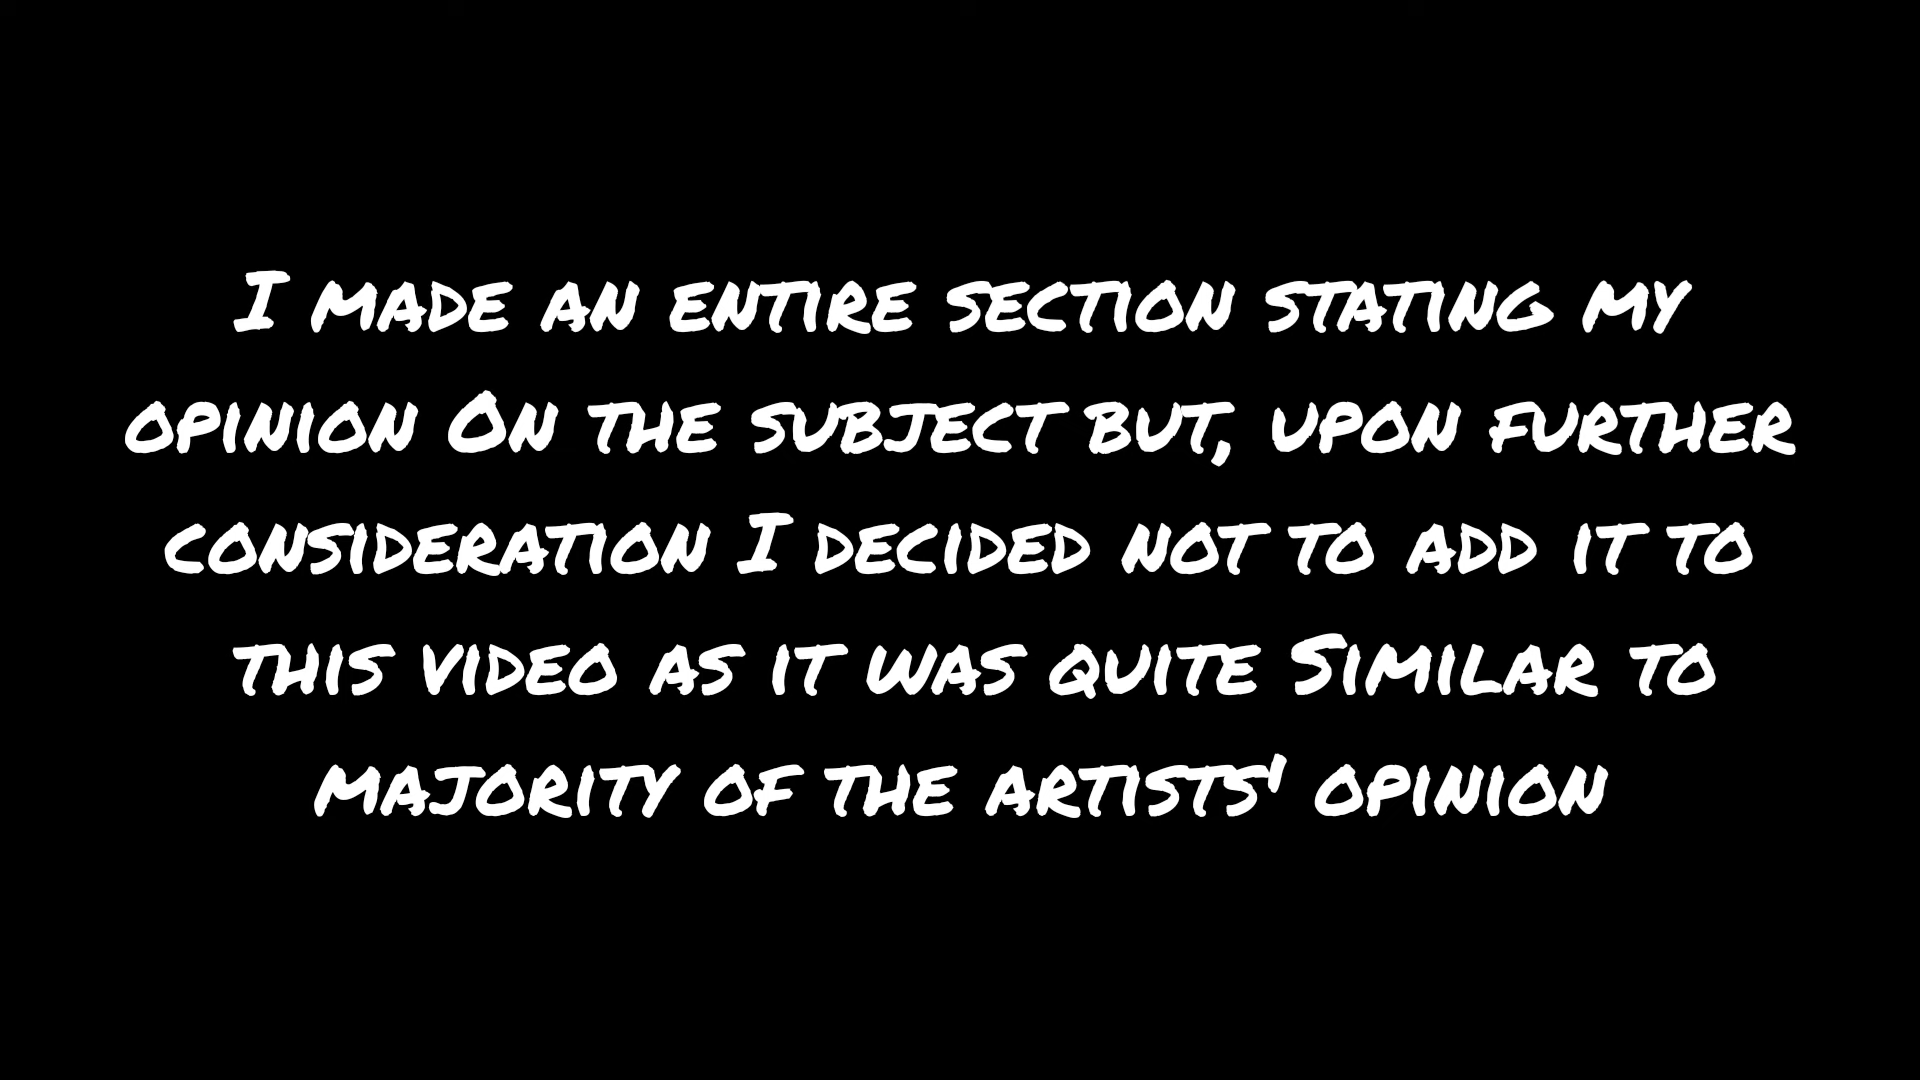 I made an entire section stating my
opinion On the subject but, upon further
consideration I decided not to add it to
this video as it was quite Similar to
majority of the artists' opinion